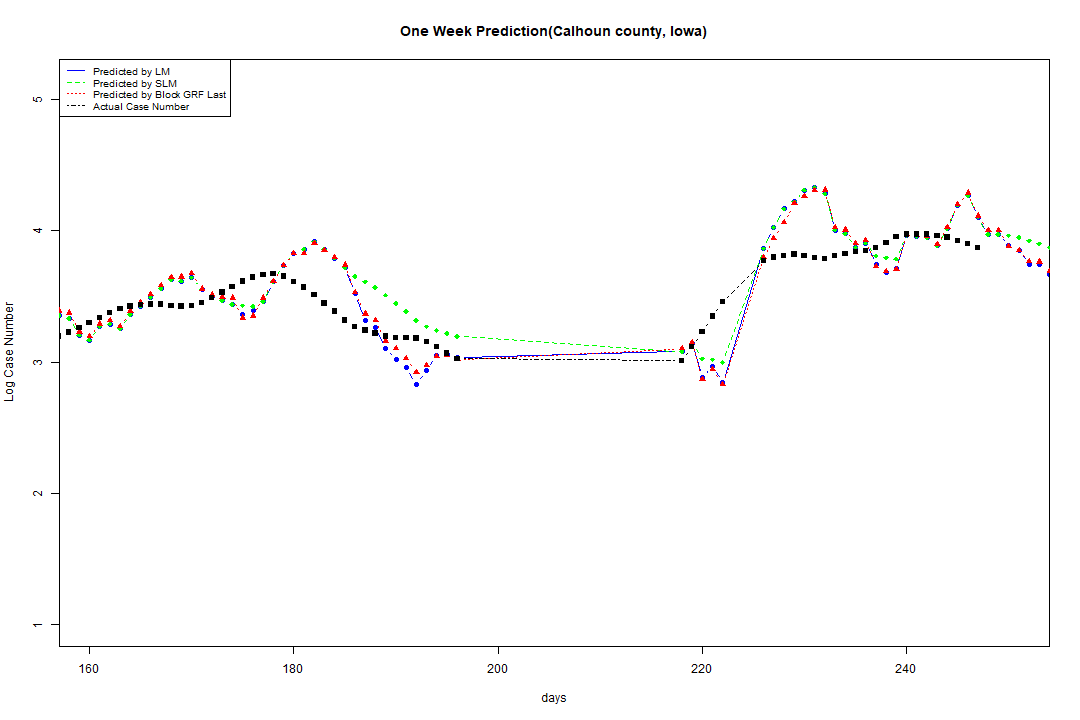 One Week Prediction(Calhoun county, Iowa)
Predicted by LM
Predicted by SLM
Predicted by Block GRF Last
Actual Case Number
Log Case Number
5
4
3
2
1
160
180
200
220
240
days